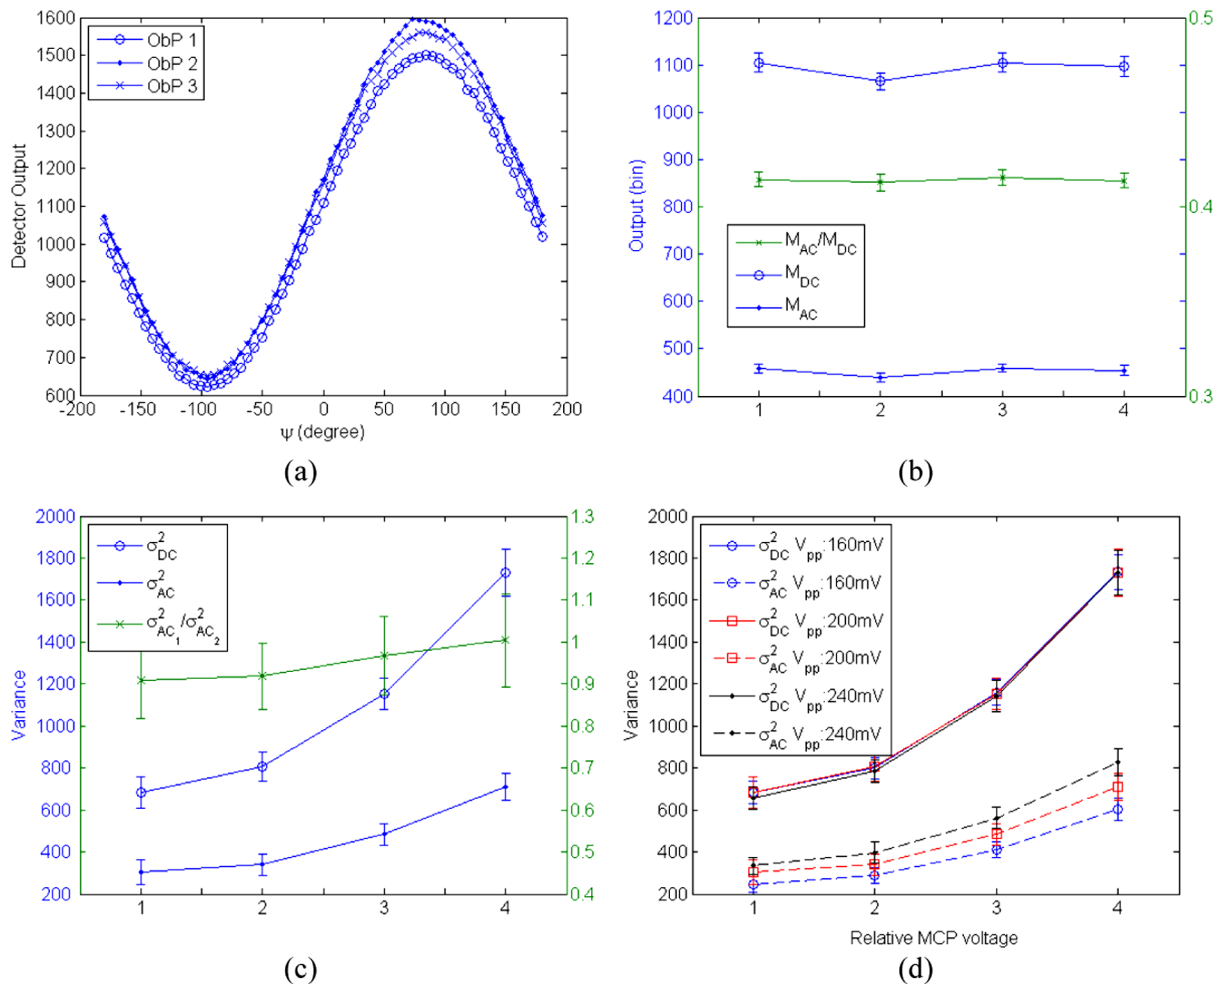 1600
1500
1400
1300
1200
1100
1000
900
800
700
600
Detector Output
ObP 1
ObP 2
ObP 3
-200 -150 -100 -50 0 50 100 150 200
ψ (degree)
(a)
1200
1100
1000
900
800
700
600
500
400
Output (bin)
0.5
0.4
0.3
M_AC/M_DC
M_DC
M_AC
1 2 3 4
(b)
2000
1800
1600
1400
1200
1000
800
600
400
200
Variance
1.3
1.2
1.1
1
0.9
0.8
0.7
0.6
0.5
0.4
σ²_DC
σ²_AC
σ²_AC₁/σ²_AC₂
1 2 3 4
(c)
2000
1800
1600
1400
1200
1000
800
600
400
200
Variance
σ²_DC V_pp:160mV
σ²_AC V_pp:160mV
σ²_DC V_pp:200mV
σ²_AC V_pp:200mV
σ²_DC V_pp:240mV
σ²_AC V_pp:240mV
1 2 3 4
Relative MCP voltage
(d)